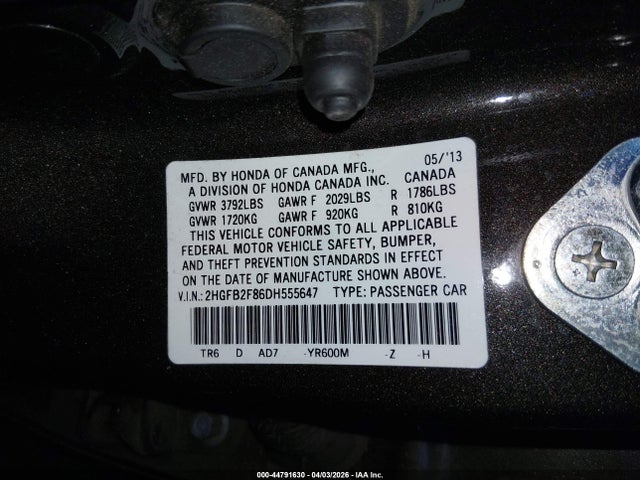 MFD. BY HONDA OF CANADA MFG., 05/'13
A DIVISION OF HONDA CANADA INC. CANADA
GVWR 3792LBS GAWR F 2029LBS R 1786LBS
GVWR 1720KG GAWR F 920KG R 810KG
THIS VEHICLE CONFORMS TO ALL APPLICABLE
FEDERAL MOTOR VEHICLE SAFETY, BUMPER,
AND THEFT PREVENTION STANDARDS IN EFFECT
ON THE DATE OF MANUFACTURE SHOWN ABOVE.
V.I.N.: 2HGFB2F86DH555647 TYPE: PASSENGER CAR
TR6 D AD7 -YR600M -Z -H
000-44791630 - 04/03/2026 - IAA Inc.